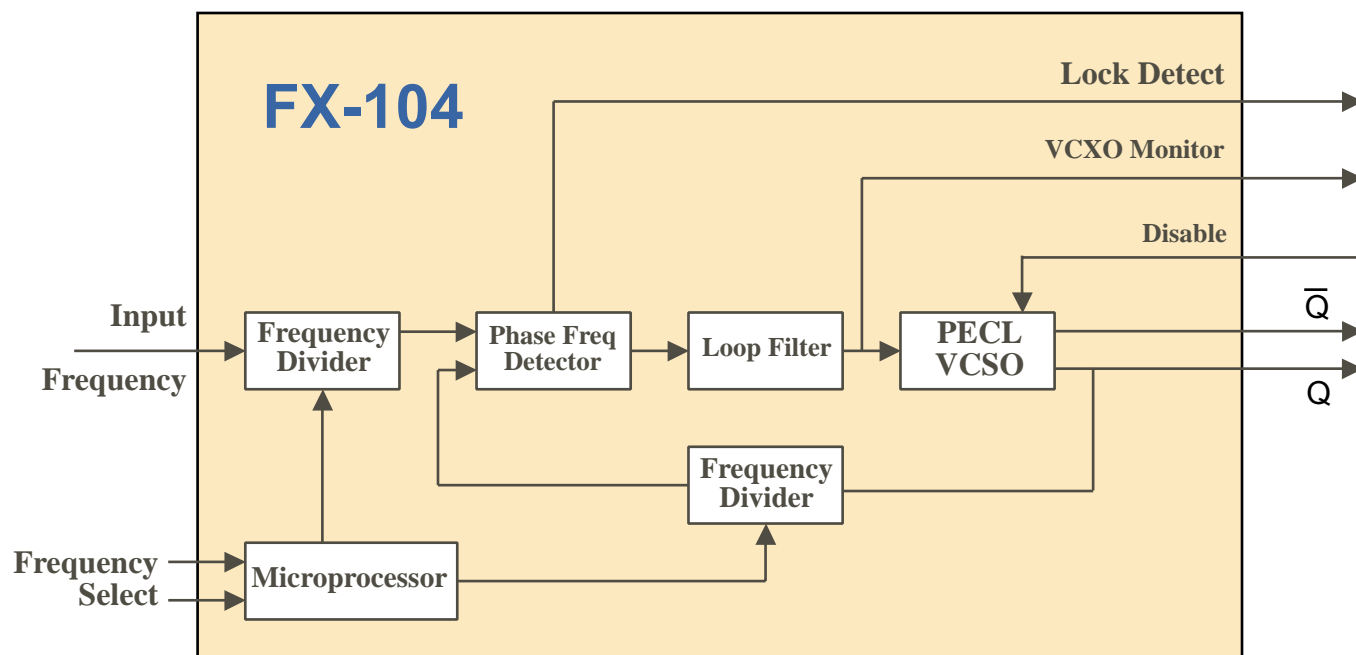 FX-104
Lock Detect
VCXO Monitor
Disable
Input
Frequency
Frequency
Divider
Phase Freq
Detector
Loop Filter
PECL
VCSO
Q̅
Q
Frequency
Divider
Frequency
Select
Microprocessor